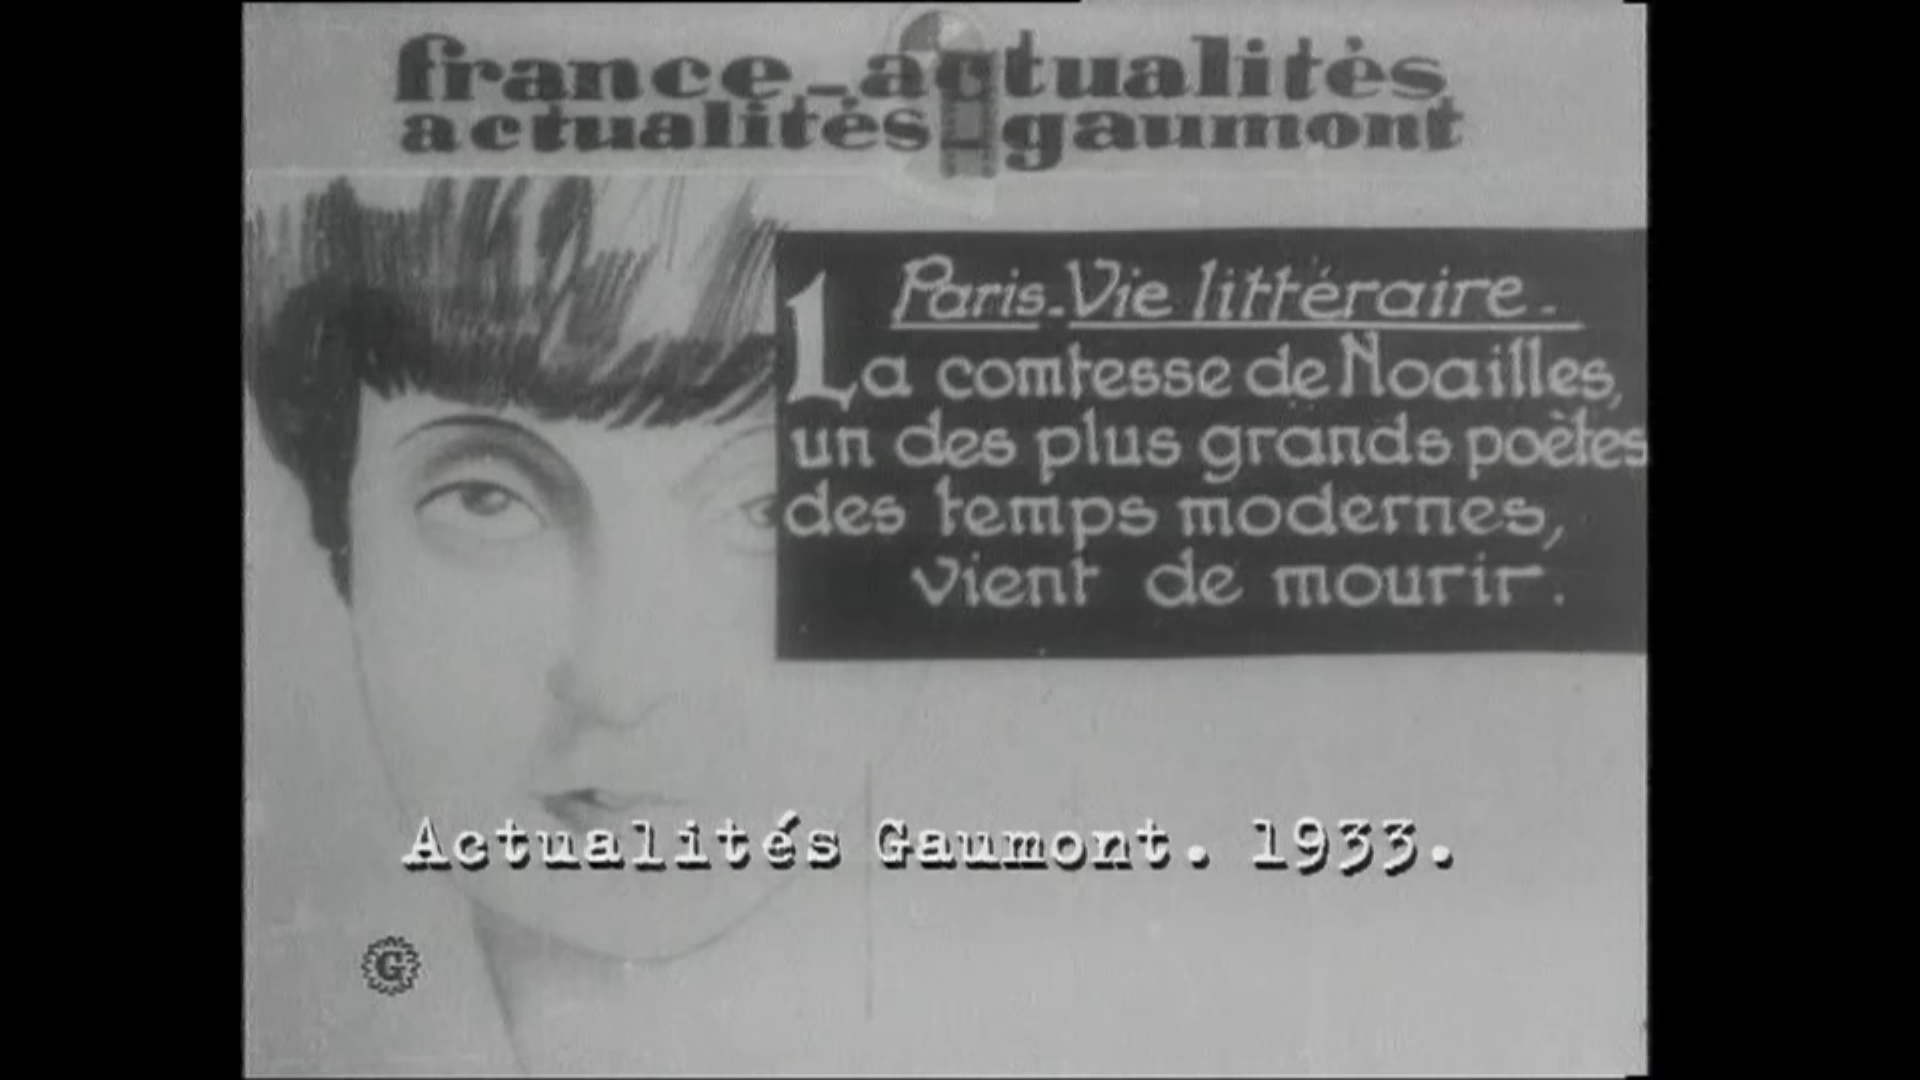 france-actualités
actualités-gaumont
Paris-Vie littéraire-
La comtesse de Noailles,
un des plus grands poètes
des temps modernes,
vient de mourir.
Actualités Gaumont. 1933.
G